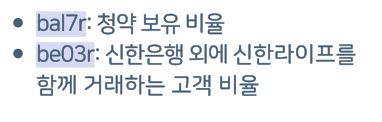 • bal7r: 청약 보유 비율
• be03r: 신한은행 외에 신한라이프를
함께 거래하는 고객 비율